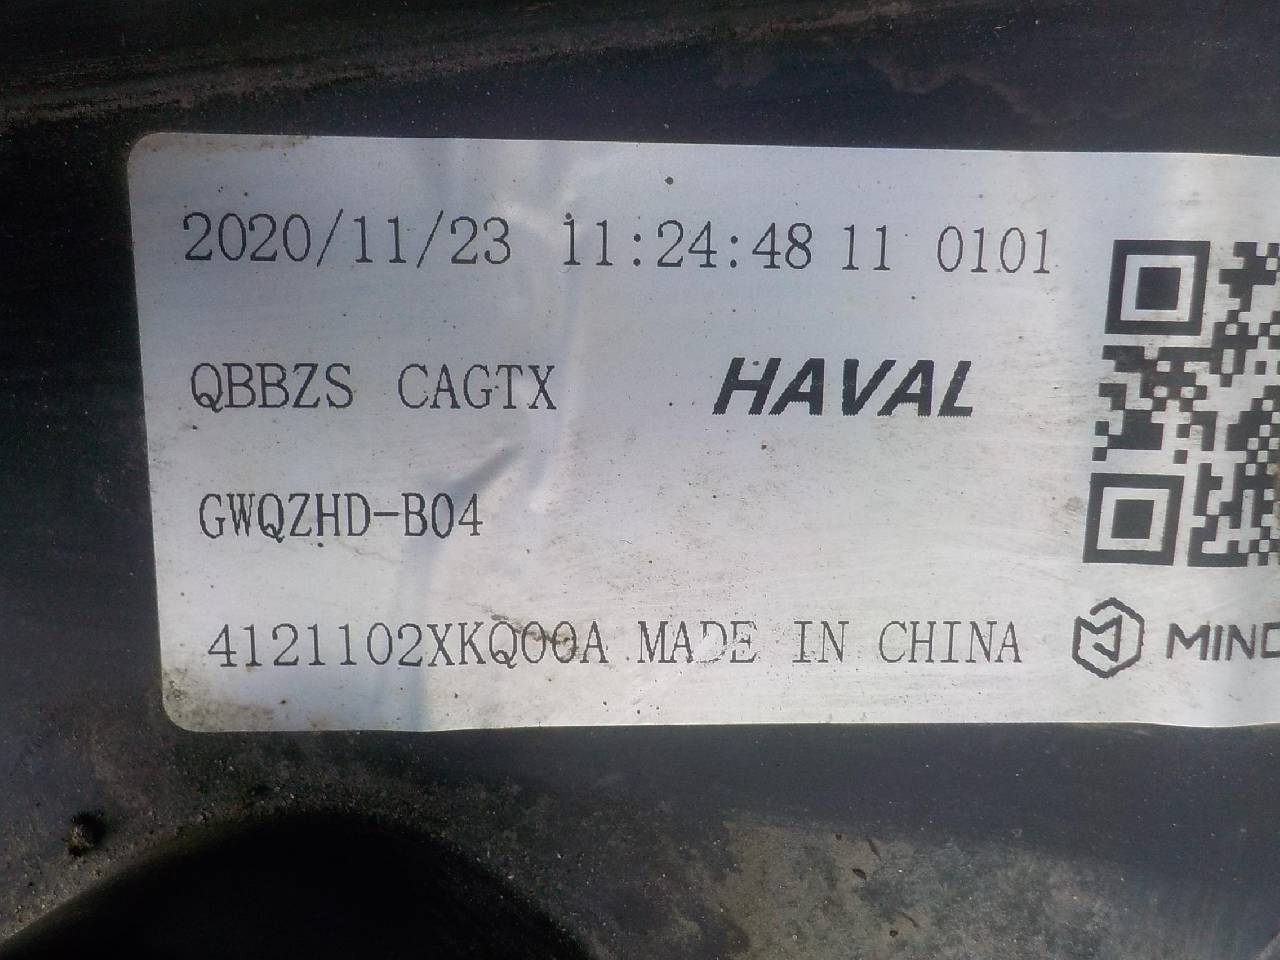 2020/11/23 11:24:48 11 0101
QBBZS CAGTX HAVAL
GWQZHD-B04
4121102XKQ00A MADE IN CHINA